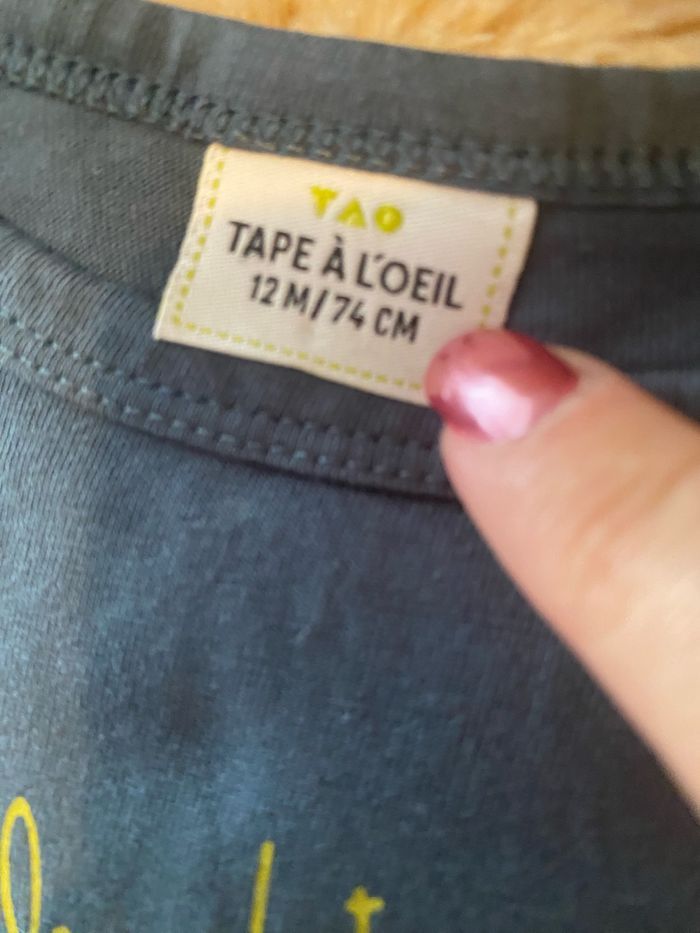 TAO
TAPE À L'OEIL
12 M/74 CM